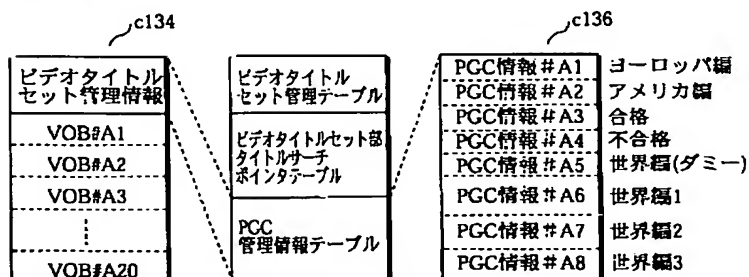 c134
c136
ビデオタイトル
セット管理情報
VOB#A1
VOB#A2
VOB#A3
VOB#A20
ビデオタイトル
セット管理テーブル
ビデオタイトルセット部
タイトルサーチ
ポインタテーブル
PGC
管理情報テーブル
PGC情報#A1 ヨーロッパ編
PGC情報#A2 アメリカ編
PGC情報#A3 合格
PGC情報#A4 不合格
PGC情報#A5 世界編(ダミー)
PGC情報#A6 世界編1
PGC情報#A7 世界編2
PGC情報#A8 世界編3